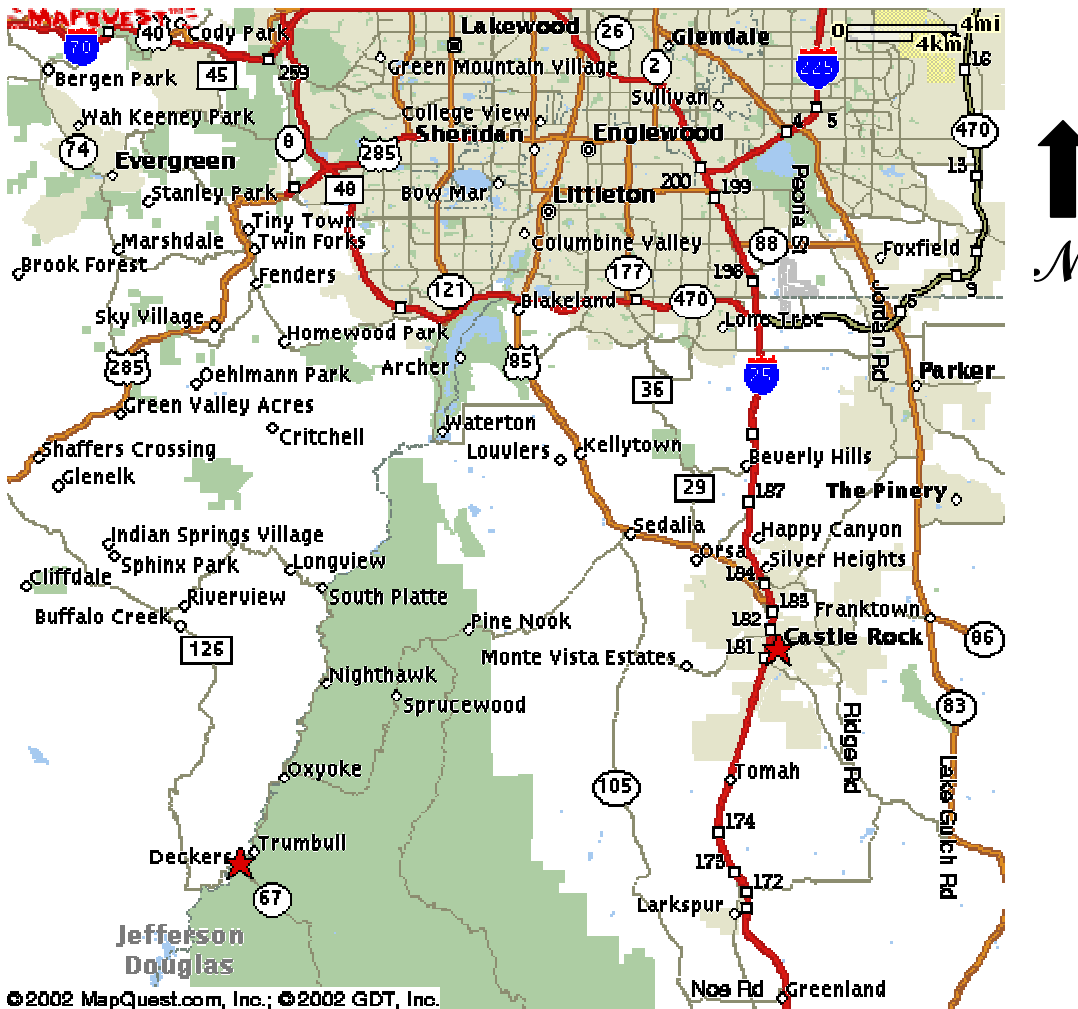 MAPQUEST
40
Cody Park
Lakewood
26
Glendale
0
4mi
4km
70
45
259
Green Mountain Village
2
225
16
Bergen Park
Sullivan
Wah Keeney Park
College View
4
5
470
74
8
Sheridan
Englewood
Evergreen
285
13
Stanley Park
48
Bow Mar
200
199
Peoria St
Littleton
Tiny Town
Marshdale
Twin Forks
Columbine Valley
88
Foxfield
Brook Forest
Fenders
177
N
121
Blakeland
470
9
Sky Village
6
Jordan Rd
Homewood Park
Lone Tree
285
Archer
85
25
Oehlmann Park
36
Parker
Green Valley Acres
Waterton
Critchell
Shaffers Crossing
Louviers
Kellytown
Beverly Hills
Glenelk
29
187
The Pinery
Indian Springs Village
Sedalia
Happy Canyon
Sphinx Park
Longview
Orsa
Silver Heights
Cliffdale
184
Riverview
South Platte
183
Franktown
Buffalo Creek
Pine Nook
182
Castle Rock
86
126
Monte Vista Estates
181
Nighthawk
Sprucewood
83
Ridge Rd
Oxyoke
Tomah
105
Lake Gulch Rd
174
Deckers
Trumbull
173
172
67
Larkspur
Jefferson
Douglas
Noe Rd
Greenland
©2002 MapQuest.com, Inc.; ©2002 GDT, Inc.